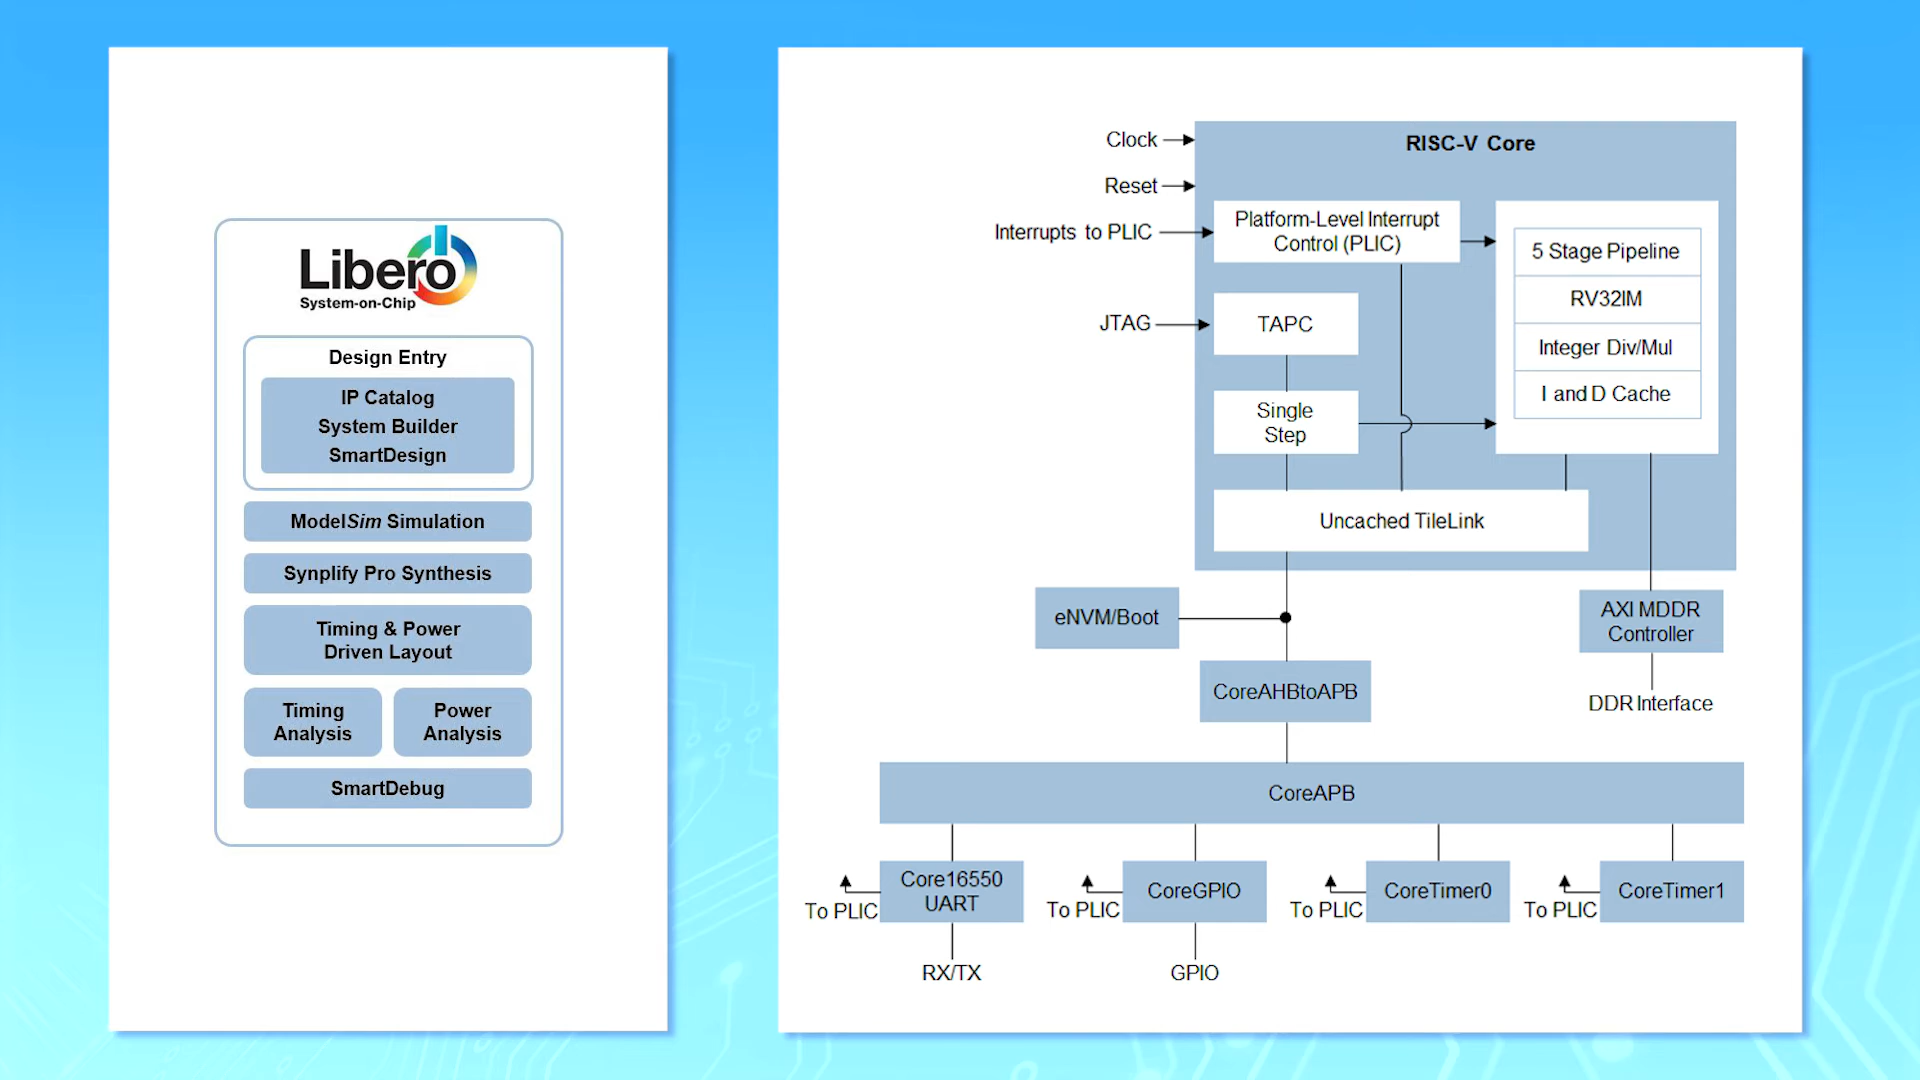 Libero
System-on-Chip
Design Entry
IP Catalog
System Builder
SmartDesign
ModelSim Simulation
Synplify Pro Synthesis
Timing & Power
Driven Layout
Timing
Analysis
Power
Analysis
SmartDebug
Clock
Reset
Interrupts to PLIC
JTAG
RISC-V Core
Platform-Level Interrupt
Control (PLIC)
TAPC
Single
Step
5 Stage Pipeline
RV32IM
Integer Div/Mul
I and D Cache
Uncached TileLink
eNVM/Boot
AXI MDDR
Controller
CoreAHBtoAPB
DDR Interface
CoreAPB
To PLIC
Core16550
UART
To PLIC
CoreGPIO
To PLIC
CoreTimer0
To PLIC
CoreTimer1
RX/TX
GPIO